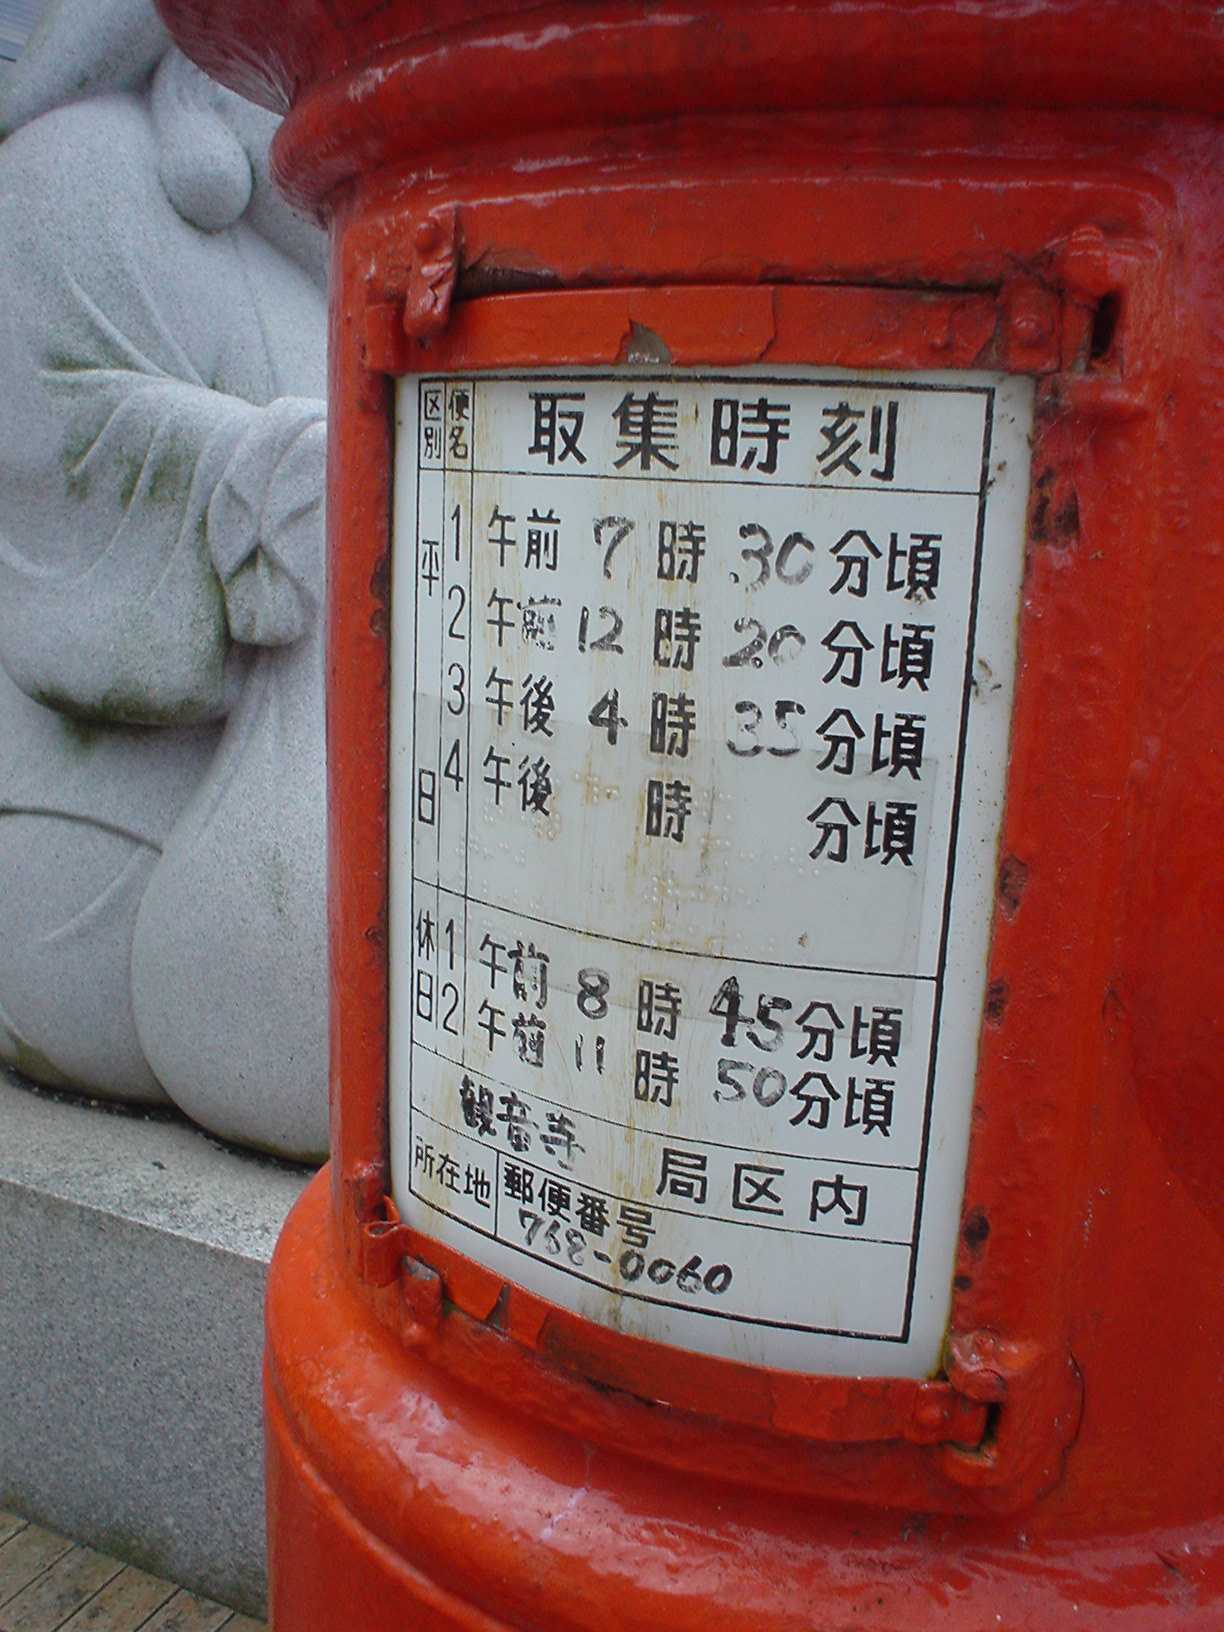 区別 便名 取集時刻
平日 1 午前 7 時 30 分頃
2 午前 12 時 20 分頃
3 午後 4 時 35 分頃
4 午後 時 分頃
休日 1 午前 8 時 45 分頃
2 午前 11 時 50 分頃
観音寺 局区内
所在地 郵便番号
768-0060